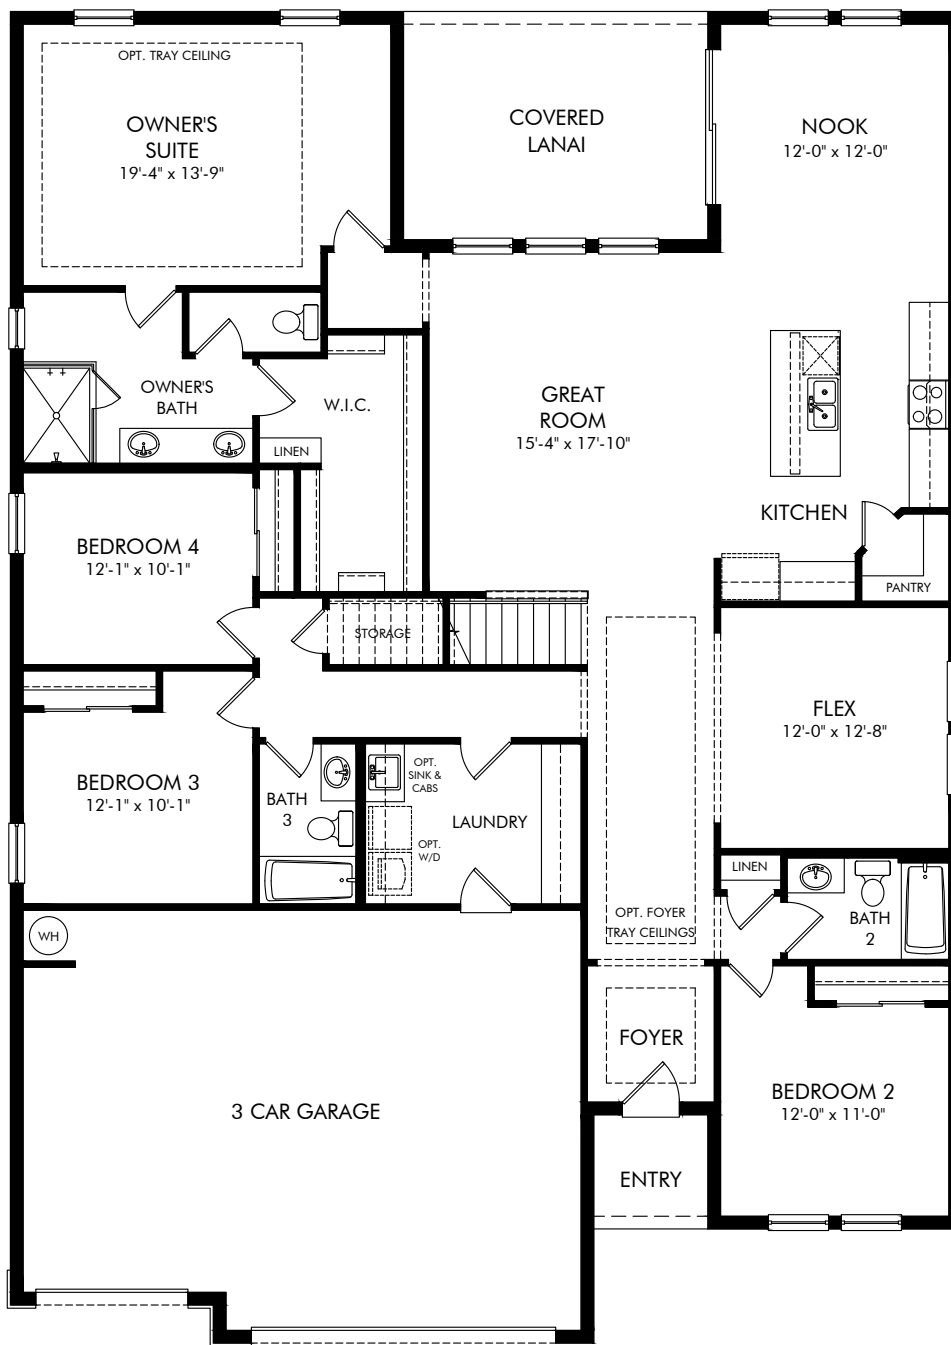 OPT. TRAY CEILING
OWNER'S
SUITE
19'-4" x 13'-9"
COVERED
LANAI
NOOK
12'-0" x 12'-0"
OWNER'S
BATH
W.I.C.
LINEN
GREAT
ROOM
15'-4" x 17'-10"
KITCHEN
PANTRY
BEDROOM 4
12'-1" x 10'-1"
STORAGE
FLEX
12'-0" x 12'-8"
BEDROOM 3
12'-1" x 10'-1"
BATH
3
OPT.
SINK &
CABS
LAUNDRY
OPT.
W/D
LINEN
BATH
2
OPT. FOYER
TRAY CEILINGS
WH
FOYER
BEDROOM 2
12'-0" x 11'-0"
3 CAR GARAGE
ENTRY